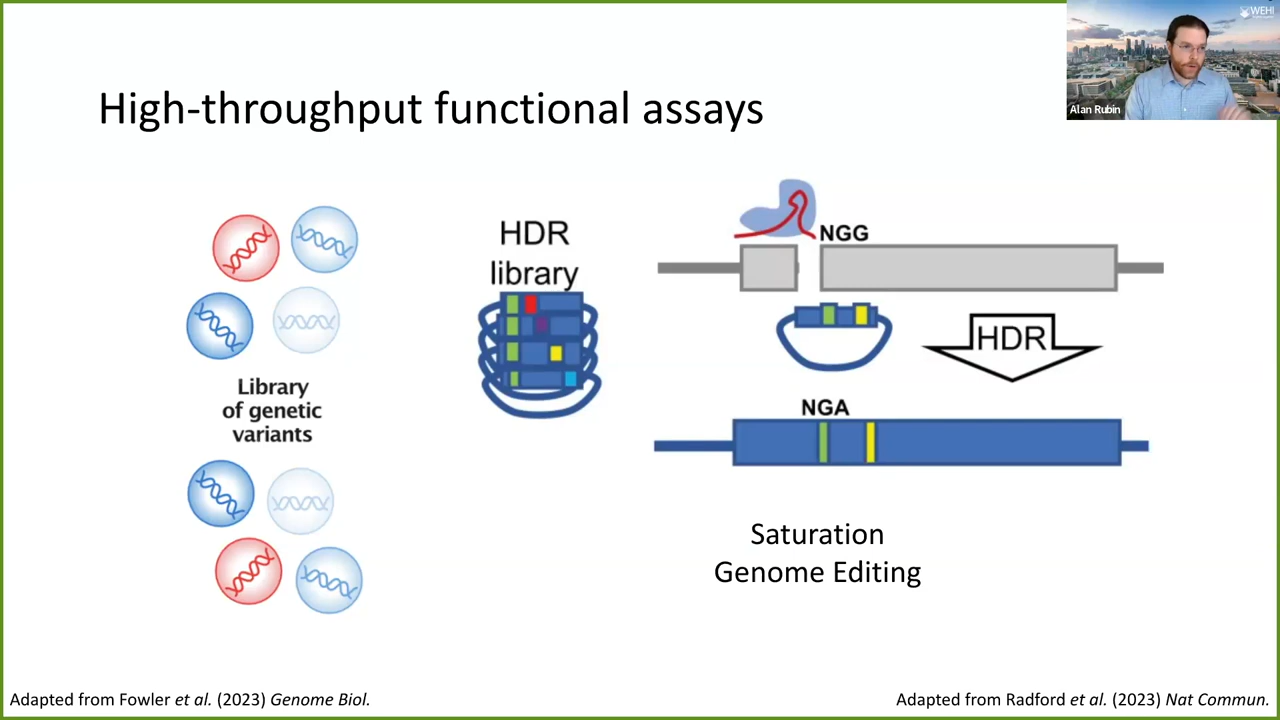 WEHI
Alan Rubin
High-throughput functional assays
Library
of genetic
variants
HDR
library
NGG
HDR
NGA
Saturation
Genome Editing
Adapted from Fowler et al. (2023) Genome Biol.
Adapted from Radford et al. (2023) Nat Commun.